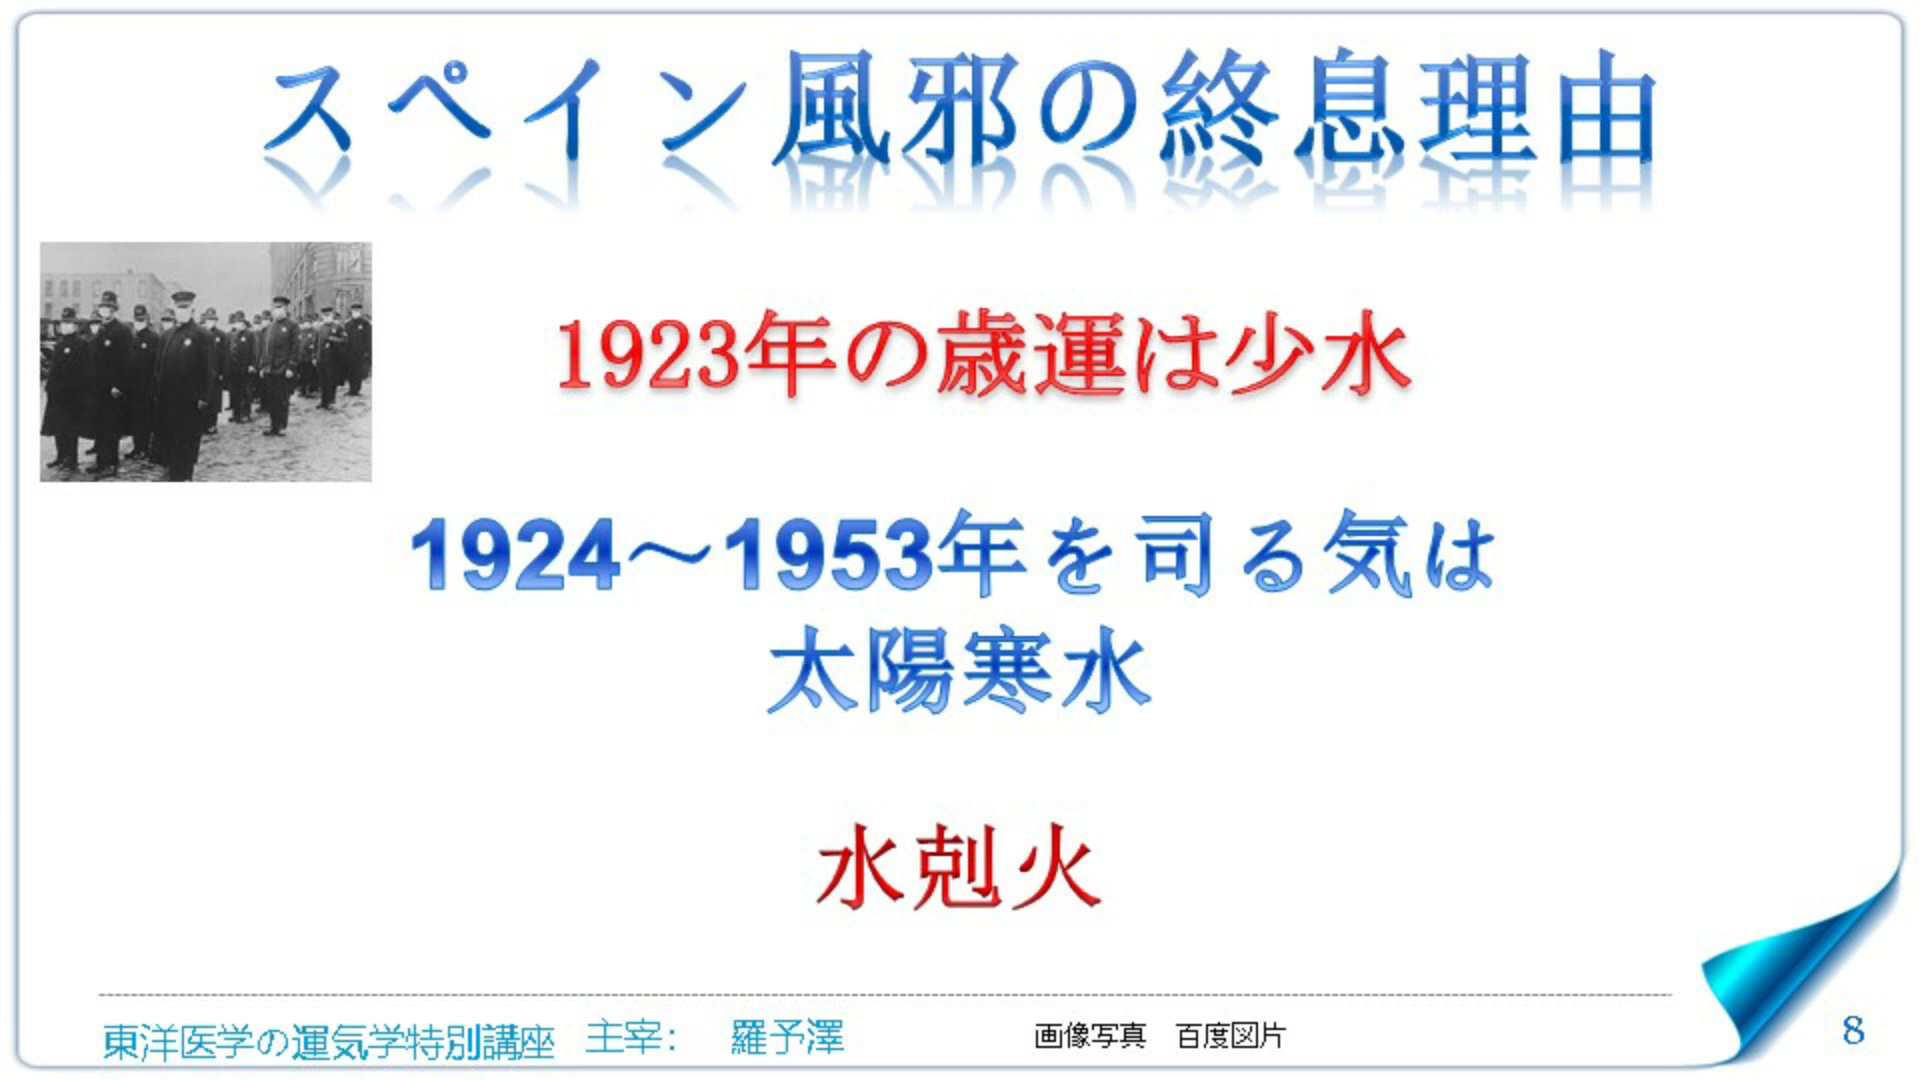 スペイン風邪の終息理由
1923年の歳運は少水
1924～1953年を司る気は
太陽寒水
水剋火
東洋医学の運気学特別講座　主宰：　羅予澤
画像写真　百度図片
8